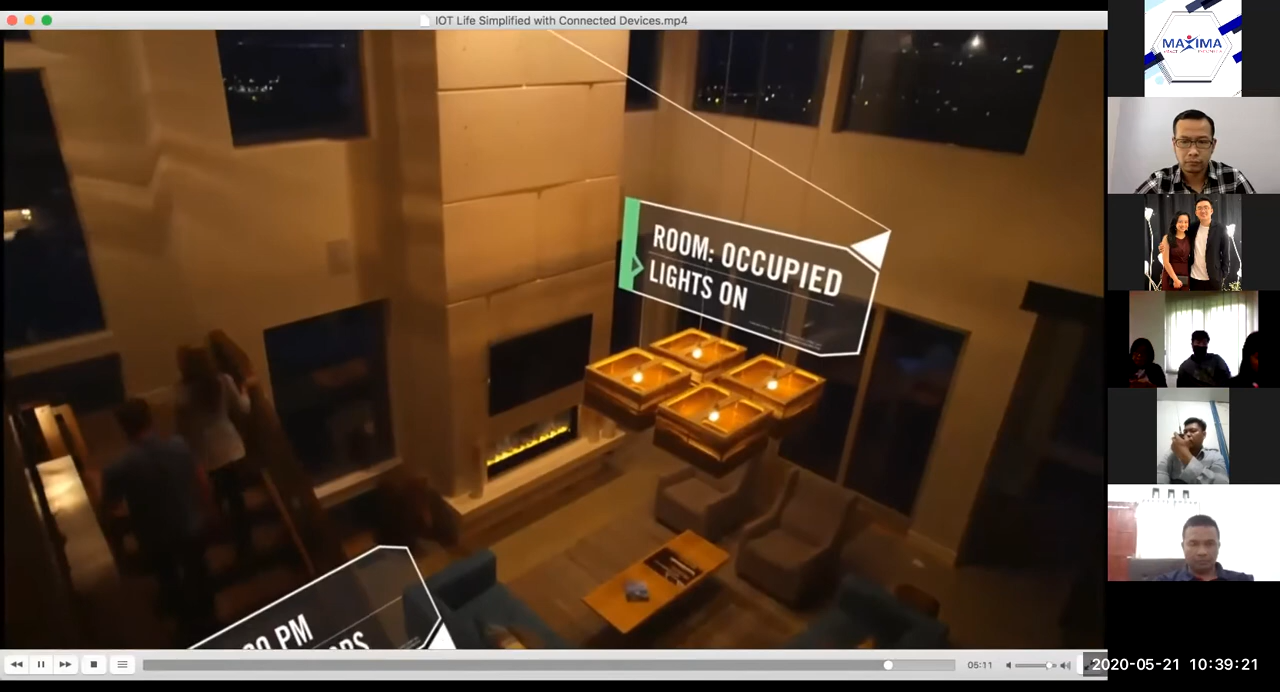 IOT Life Simplified with Connected Devices.mp4
MAXIMA
ROOM: OCCUPIED
LIGHTS ON
PM
05:11
2020-05-21 10:39:21